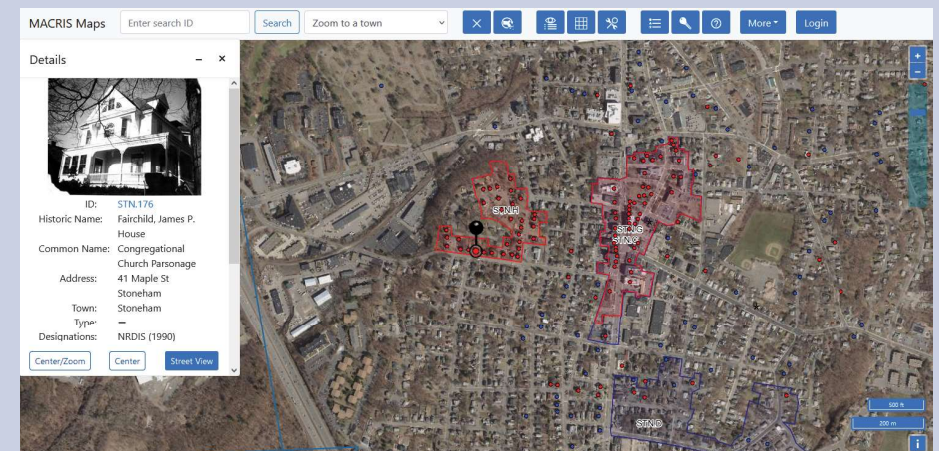 MACRIS Maps
Enter search ID
Search
Zoom to a town
More
Login
Details
ID: STN.176
Historic Name: Fairchild, James P.
House
Common Name: Congregational
Church Parsonage
Address: 41 Maple St
Stoneham
Town: Stoneham
Type: —
Designations: NRDIS (1990)
Center/Zoom
Center
Street View
STN.H
STN.G
STN.C
STN.D
500 ft
200 m